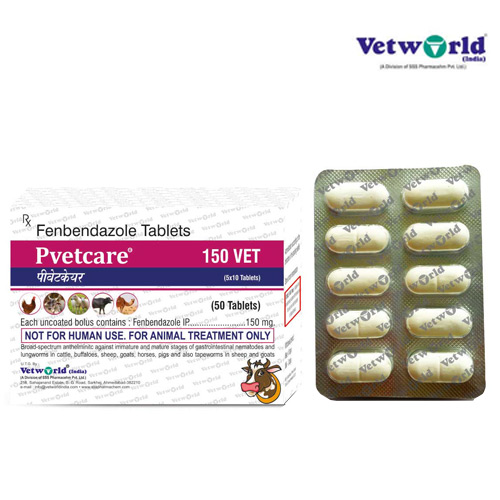 Vetworld
(India)
(A Division of SSS Pharmachem Pvt. Ltd.)
Rx
Fenbendazole Tablets
Pvetcare®
150 VET
पीवेटकेयर
(5x10 Tablets)
(50 Tablets)
Each uncoated bolus contains : Fenbendazole IP.......................150 mg.
NOT FOR HUMAN USE. FOR ANIMAL TREATMENT ONLY
Broad-spectrum anthelmintic against immature and mature stages of gastrointestinal nematodes and
lungworms in cattle, buffaloes, sheep, goats, horses, pigs and also tapeworms in sheep and goats
Vetworld (India)
(A Division of SSS Pharmachem Pvt. Ltd.)